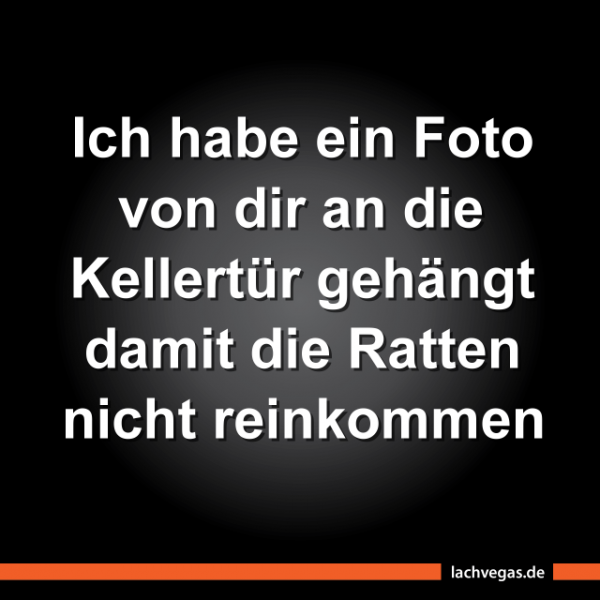 Ich habe ein Foto
von dir an die
Kellertür gehängt
damit die Ratten
nicht reinkommen
lachvegas.de